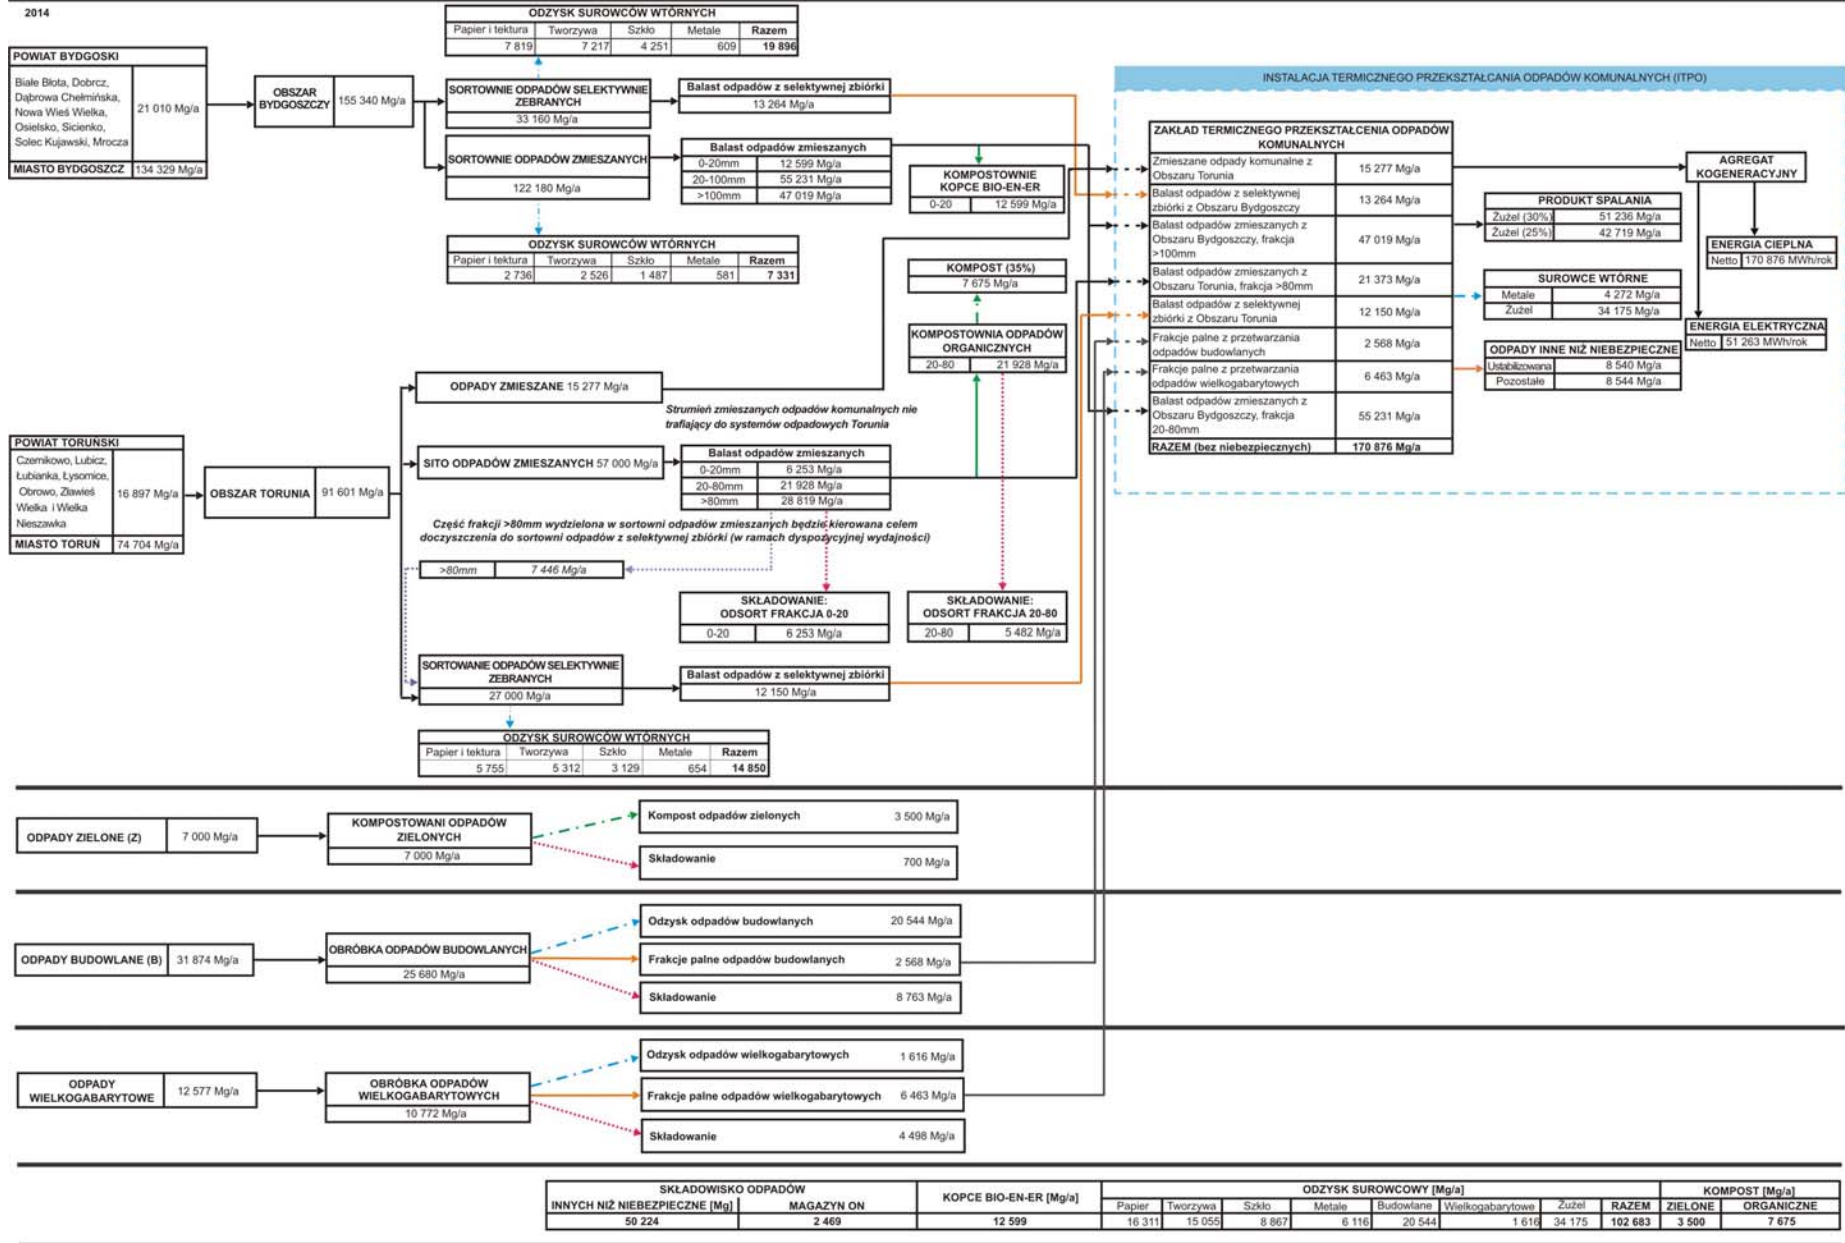 2014
ODZYSK SUROWCÓW WTÓRNYCH
Papier i tektura Tworzywa Szkło Metale Razem
7 819 7 217 4 251 609 19 896
POWIAT BYDGOSKI
Białe Błota, Dobrcz,
Dąbrowa Chełmińska,
Nowa Wieś Wielka,
Osielsko, Sicienko,
Solec Kujawski, Mrocza
21 010 Mg/a
MIASTO BYDGOSZCZ 134 329 Mg/a
OBSZAR
BYDGOSZCZY
155 340 Mg/a
SORTOWNIE ODPADÓW SELEKTYWNIE
ZEBRANYCH
33 160 Mg/a
Balast odpadów z selektywnej zbiórki
13 264 Mg/a
SORTOWNIE ODPADÓW ZMIESZANYCH
122 180 Mg/a
Balast odpadów zmieszanych
0-20mm 12 599 Mg/a
20-100mm 55 231 Mg/a
>100mm 47 019 Mg/a
KOMPOSTOWNIE
KOPCE BIO-EN-ER
0-20 12 599 Mg/a
ODZYSK SUROWCÓW WTÓRNYCH
Papier i tektura Tworzywa Szkło Metale Razem
2 736 2 526 1 487 581 7 331
KOMPOST (35%)
7 675 Mg/a
KOMPOSTOWNIA ODPADÓW
ORGANICZNYCH
20-80 21 928 Mg/a
INSTALACJA TERMICZNEGO PRZEKSZTAŁCANIA ODPADÓW KOMUNALNYCH (ITPO)
ZAKŁAD TERMICZNEGO PRZEKSZTAŁCENIA ODPADÓW
KOMUNALNYCH
Zmieszane odpady komunalne z
Obszaru Torunia
15 277 Mg/a
Balast odpadów z selektywnej
zbiórki z Obszaru Bydgoszczy
13 264 Mg/a
Balast odpadów zmieszanych z
Obszaru Bydgoszczy, frakcja
>100mm
47 019 Mg/a
Balast odpadów zmieszanych z
Obszaru Torunia, frakcja >80mm
21 373 Mg/a
Balast odpadów z selektywnej
zbiórki z Obszaru Torunia
12 150 Mg/a
Frakcje palne z przetwarzania
odpadów budowlanych
2 568 Mg/a
Frakcje palne z przetwarzania
odpadów wielkogabarytowych
6 463 Mg/a
Balast odpadów zmieszanych z
Obszaru Bydgoszczy, frakcja
20-80mm
55 231 Mg/a
RAZEM (bez niebezpiecznych) 170 876 Mg/a
AGREGAT
KOGENERACYJNY
PRODUKT SPALANIA
Żużel (30%) 51 236 Mg/a
Żużel (25%) 42 719 Mg/a
ENERGIA CIEPLNA
Netto 170 876 MWh/rok
SUROWCE WTÓRNE
Metale 4 272 Mg/a
Żużel 34 175 Mg/a
ENERGIA ELEKTRYCZNA
Netto 51 263 MWh/rok
ODPADY INNE NIŻ NIEBEZPIECZNE
Ustabilizowana 8 540 Mg/a
Pozostałe 8 544 Mg/a
ODPADY ZMIESZANE 15 277 Mg/a
Strumień zmieszanych odpadów komunalnych nie
trafiający do systemów odpadowych Torunia
POWIAT TORUŃSKI
Czernikowo, Lubicz,
Łubianka, Łysomice,
Obrowo, Zławieś
Wielka i Wielka
Nieszawka
16 897 Mg/a
MIASTO TORUŃ 74 704 Mg/a
OBSZAR TORUNIA 91 601 Mg/a
SITO ODPADÓW ZMIESZANYCH 57 000 Mg/a
Balast odpadów zmieszanych
0-20mm 6 253 Mg/a
20-80mm 21 928 Mg/a
>80mm 28 819 Mg/a
Część frakcji >80mm wydzielona w sortowni odpadów zmieszanych będzie kierowana celem
doczyszczenia do sortowni odpadów z selektywnej zbiórki (w ramach dyspozycyjnej wydajności)
>80mm 7 446 Mg/a
SKŁADOWANIE:
ODSORT FRAKCJA 0-20
0-20 6 253 Mg/a
SKŁADOWANIE:
ODSORT FRAKCJA 20-80
20-80 5 482 Mg/a
SORTOWANIE ODPADÓW SELEKTYWNIE
ZEBRANYCH
27 000 Mg/a
Balast odpadów z selektywnej zbiórki
12 150 Mg/a
ODZYSK SUROWCÓW WTÓRNYCH
Papier i tektura Tworzywa Szkło Metale Razem
5 755 5 312 3 129 654 14 850
ODPADY ZIELONE (Z) 7 000 Mg/a
KOMPOSTOWANI ODPADÓW
ZIELONYCH
7 000 Mg/a
Kompost odpadów zielonych 3 500 Mg/a
Składowanie 700 Mg/a
ODPADY BUDOWLANE (B) 31 874 Mg/a
OBRÓBKA ODPADÓW BUDOWLANYCH
25 680 Mg/a
Odzysk odpadów budowlanych 20 544 Mg/a
Frakcje palne odpadów budowlanych 2 568 Mg/a
Składowanie 8 763 Mg/a
ODPADY
WIELKOGABARYTOWE
12 577 Mg/a
OBRÓBKA ODPADÓW
WIELKOGABARYTOWYCH
10 772 Mg/a
Odzysk odpadów wielkogabarytowych 1 616 Mg/a
Frakcje palne odpadów wielkogabarytowych 6 463 Mg/a
Składowanie 4 498 Mg/a
SKŁADOWISKO ODPADÓW
INNYCH NIŻ NIEBEZPIECZNE [Mg] MAGAZYN ON
50 224 2 469
KOPCE BIO-EN-ER [Mg/a]
12 599
ODZYSK SUROWCOWY [Mg/a]
Papier Tworzywa Szkło Metale Budowlane Wielkogabarytowe Żużel RAZEM
16 311 15 055 8 867 6 116 20 544 1 616 34 175 102 683
KOMPOST [Mg/a]
ZIELONE ORGANICZNE
3 500 7 675